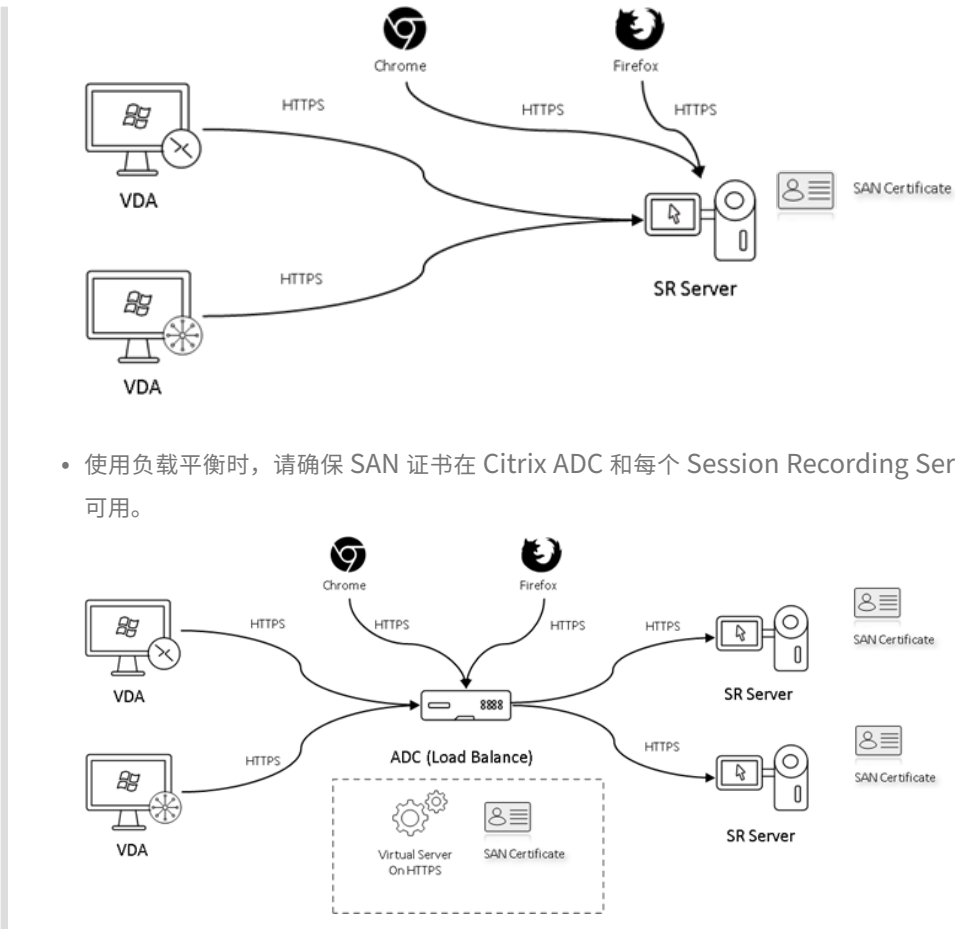 Chrome
Firefox
HTTPS
HTTPS
HTTPS
VDA
SAN Certificate
HTTPS
SR Server
VDA
• 使用负载平衡时，请确保 SAN 证书在 Citrix ADC 和每个 Session Recording Ser
可用。
Chrome
Firefox
HTTPS
HTTPS
HTTPS
HTTPS
SAN Certificate
VDA
SR Server
HTTPS
ADC (Load Balance)
HTTPS
SAN Certificate
VDA
SR Server
Virtual Server
On HTTPS
SAN Certificate